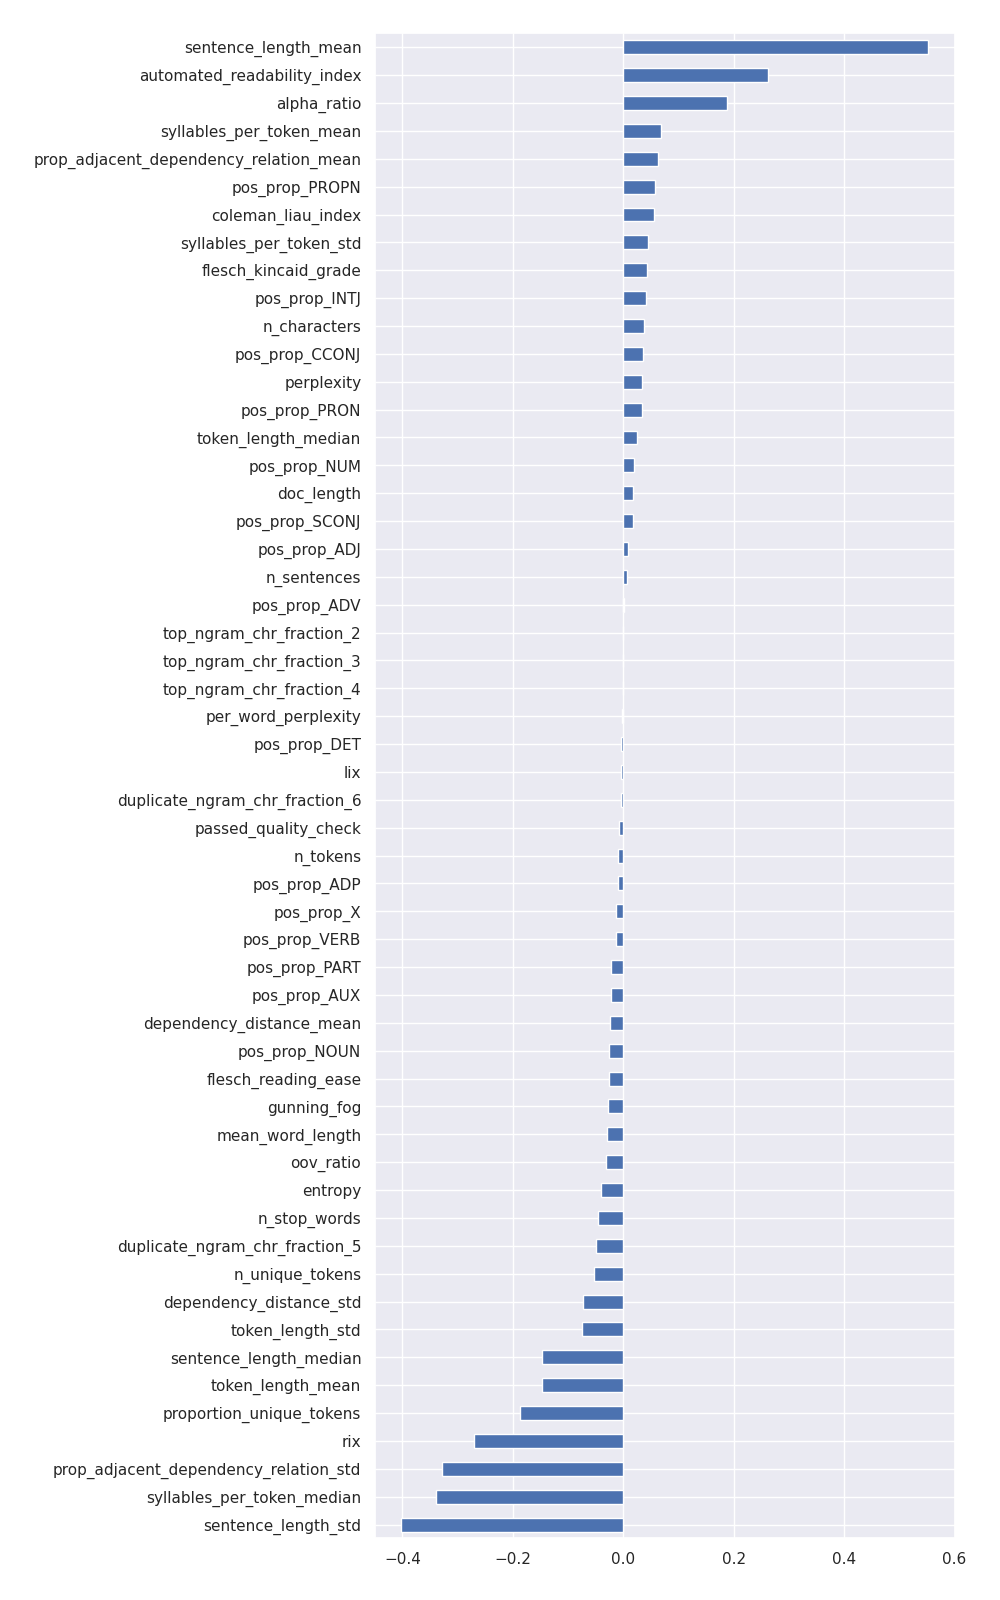 sentence_length_mean
automated_readability_index
alpha_ratio
syllables_per_token_mean
prop_adjacent_dependency_relation_mean
pos_prop_PROPN
coleman_liau_index
syllables_per_token_std
flesch_kincaid_grade
pos_prop_INTJ
n_characters
pos_prop_CCONJ
perplexity
pos_prop_PRON
token_length_median
pos_prop_NUM
doc_length
pos_prop_SCONJ
pos_prop_ADJ
n_sentences
pos_prop_ADV
top_ngram_chr_fraction_2
top_ngram_chr_fraction_3
top_ngram_chr_fraction_4
per_word_perplexity
pos_prop_DET
lix
duplicate_ngram_chr_fraction_6
passed_quality_check
n_tokens
pos_prop_ADP
pos_prop_X
pos_prop_VERB
pos_prop_PART
pos_prop_AUX
dependency_distance_mean
pos_prop_NOUN
flesch_reading_ease
gunning_fog
mean_word_length
oov_ratio
entropy
n_stop_words
duplicate_ngram_chr_fraction_5
n_unique_tokens
dependency_distance_std
token_length_std
sentence_length_median
token_length_mean
proportion_unique_tokens
rix
prop_adjacent_dependency_relation_std
syllables_per_token_median
sentence_length_std
−0.4 −0.2 0.0 0.2 0.4 0.6